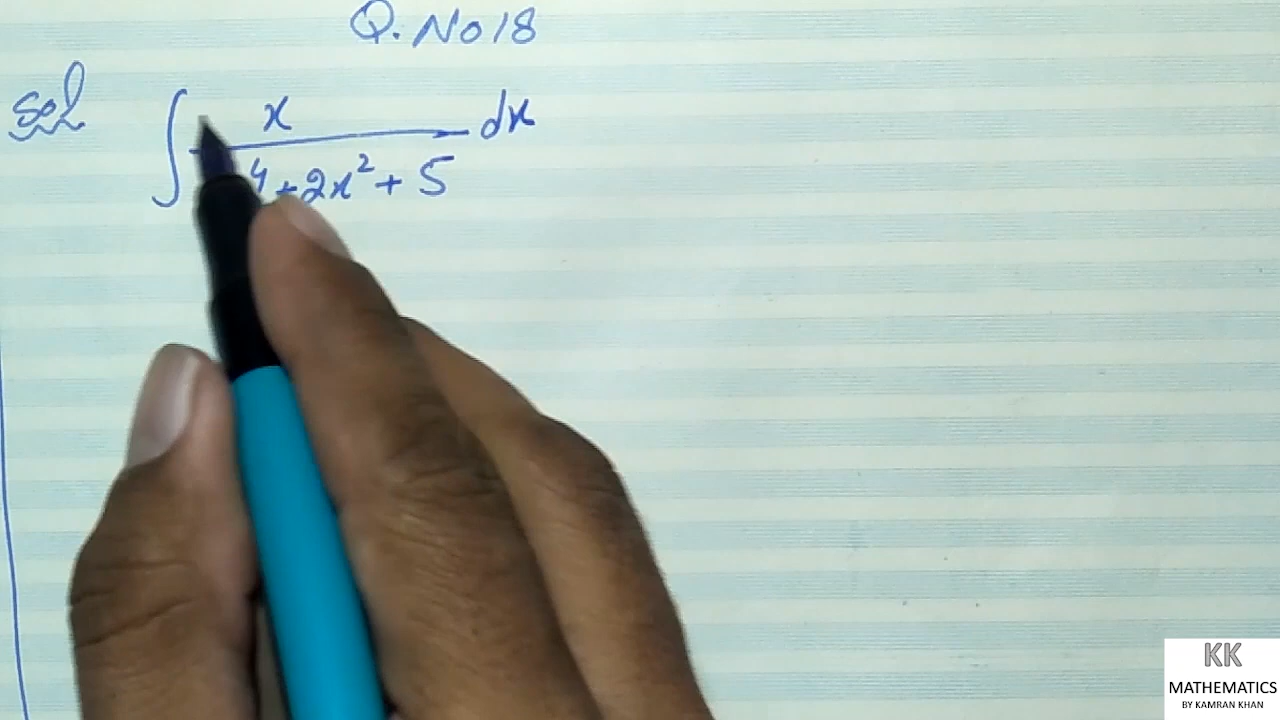 Q. No 18
Sol ∫ x / 4+2x²+5 dx
KK
MATHEMATICS
BY KAMRAN KHAN